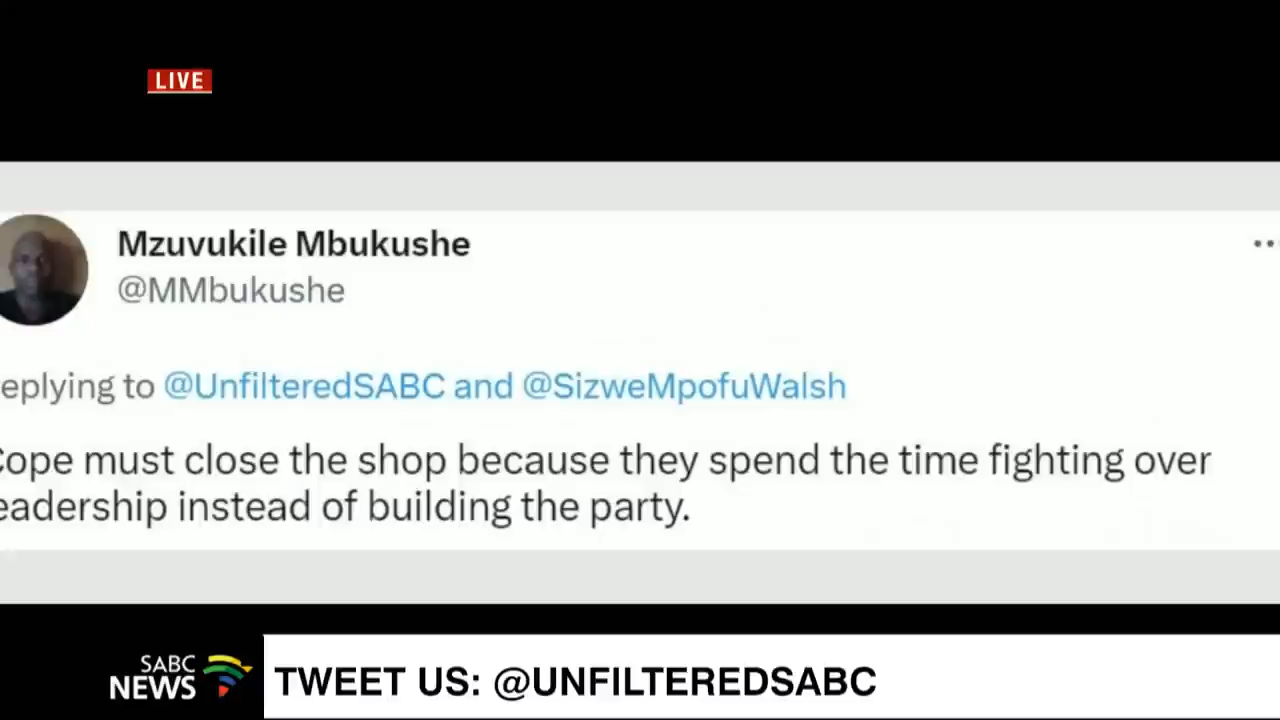 LIVE
Mzuvukile Mbukushe
@MMbukushe
eplying to @UnfilteredSABC and @SizweMpofuWalsh
ope must close the shop because they spend the time fighting over
eadership instead of building the party.
SABC
NEWS
TWEET US: @UNFILTEREDSABC